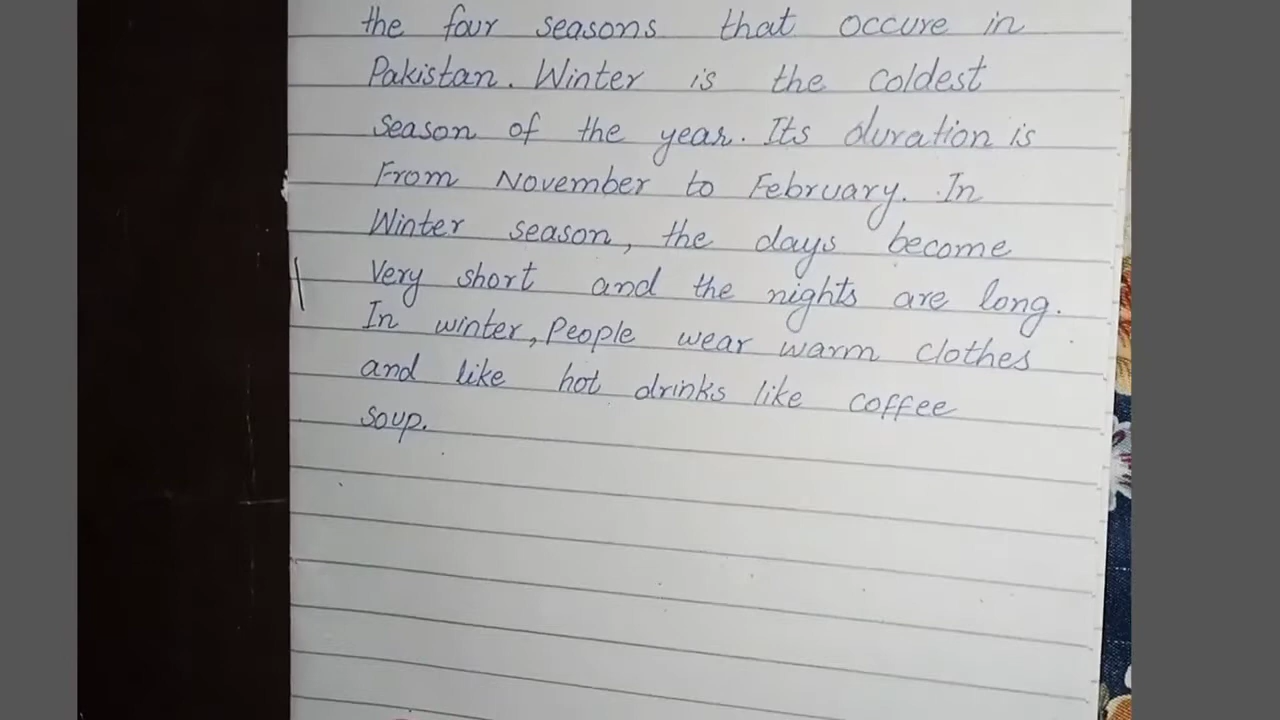 the four seasons that occure in
Pakistan. Winter is the coldest
season of the year. Its duration is
From November to February. In
Winter season, the days become
Very short and the nights are long.
In winter, People wear warm clothes
and like hot drinks like coffee
soup.